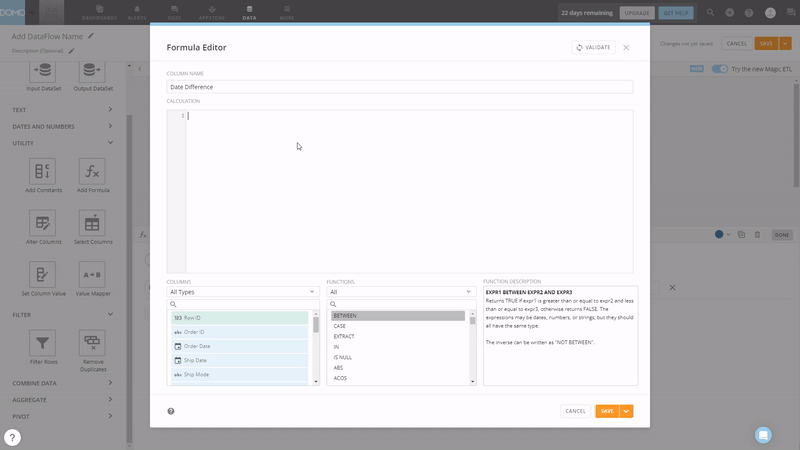 DOMO
DASHBOARDS
ALERTS
BUZZ
APPSTORE
DATA
MORE
22 days remaining
UPGRADE
GET HELP
Add DataFlow Name
Description (Optional)
Changes not yet saved
CANCEL
SAVE
Try the new Magic ETL
Input DataSet
Output DataSet
TEXT
DATES AND NUMBERS
UTILITY
Add Constants
Add Formula
Alter Columns
Select Columns
Set Column Value
Value Mapper
FILTER
Filter Rows
Remove
Duplicates
COMBINE DATA
AGGREGATE
PIVOT
DONE
Formula Editor
VALIDATE
COLUMN NAME
Date Difference
CALCULATION
1
COLUMNS
All Types
123 Row ID
abc Order ID
Order Date
Ship Date
abc Ship Mode
FUNCTIONS
All
BETWEEN
CASE
EXTRACT
IN
IS NULL
ABS
ACOS
FUNCTION DESCRIPTION
EXPR1 BETWEEN EXPR2 AND EXPR3
Returns TRUE if expr1 is greater than or equal to expr2 and less
than or equal to expr3, otherwise returns FALSE. The
expressions may be dates, numbers, or strings, but they should
all have the same type.
The inverse can be written as "NOT BETWEEN".
CANCEL
SAVE